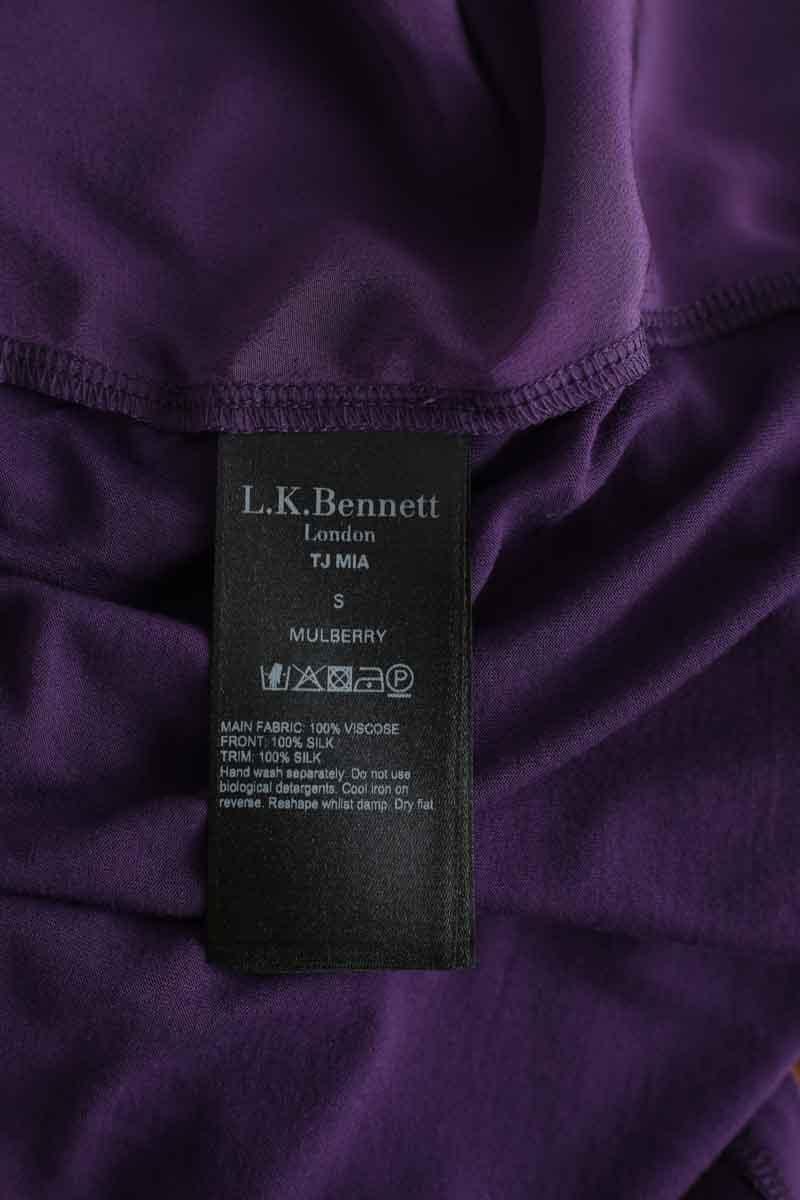 L.K.Bennett
London
TJ MIA
S
MULBERRY
P
MAIN FABRIC: 100% VISCOSE
FRONT: 100% SILK
TRIM: 100% SILK
Hand wash separately. Do not use
biological detergents. Cool iron on
reverse. Reshape whilst damp. Dry flat.